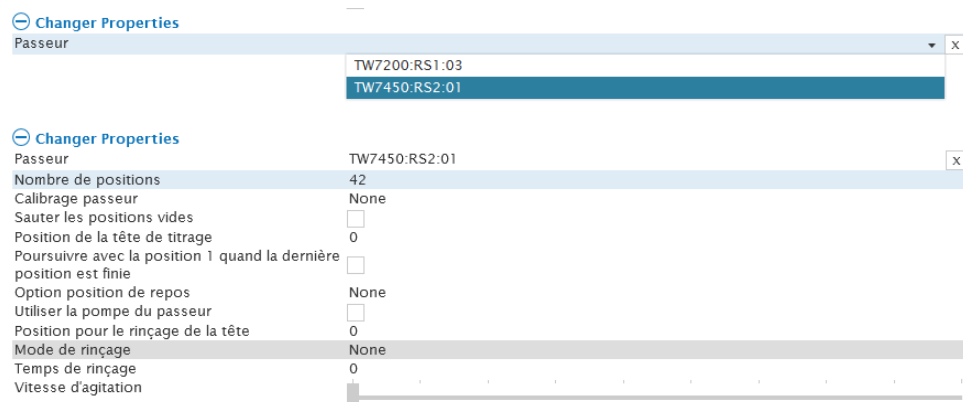 Changer Properties
Passeur x
TW7200:RS1:03
TW7450:RS2:01
Changer Properties
Passeur TW7450:RS2:01 x
Nombre de positions 42
Calibrage passeur None
Sauter les positions vides
Position de la tête de titrage 0
Poursuivre avec la position 1 quand la dernière
position est finie
Option position de repos None
Utiliser la pompe du passeur
Position pour le rinçage de la tête 0
Mode de rinçage None
Temps de rinçage 0
Vitesse d'agitation